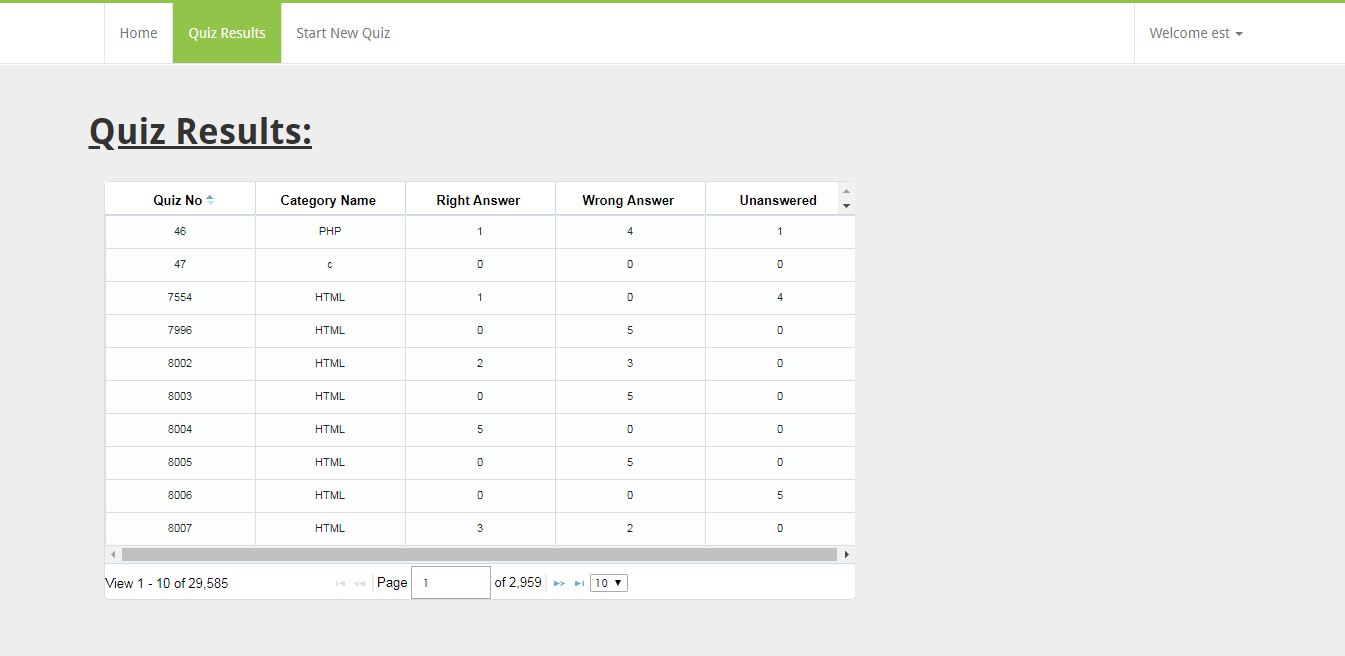 Home Quiz Results Start New Quiz Welcome est
Quiz Results:
Quiz No Category Name Right Answer Wrong Answer Unanswered
46 PHP 1 4 1
47 c 0 0 0
7554 HTML 1 0 4
7996 HTML 0 5 0
8002 HTML 2 3 0
8003 HTML 0 5 0
8004 HTML 5 0 0
8005 HTML 0 5 0
8006 HTML 0 0 5
8007 HTML 3 2 0
View 1 - 10 of 29,585 Page 1 of 2,959 10